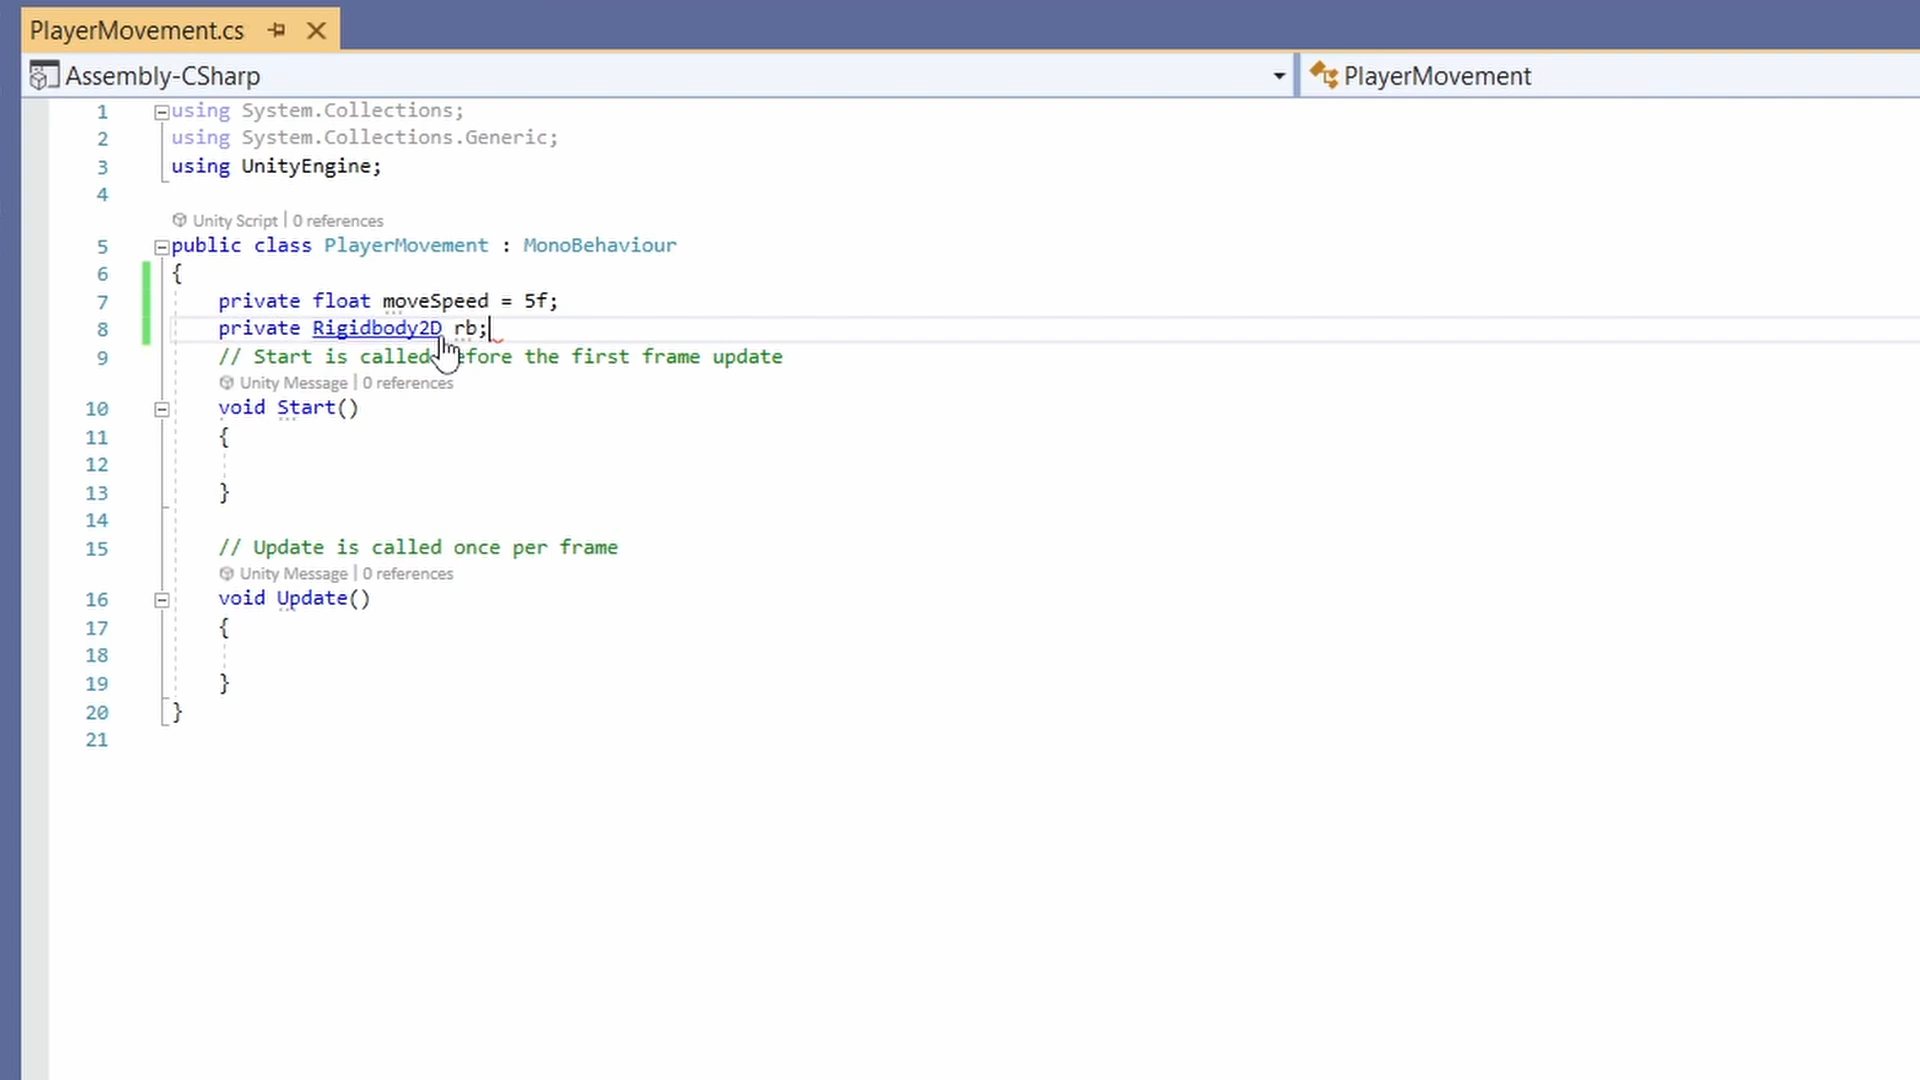 PlayerMovement.cs
Assembly-CSharp
PlayerMovement
1 using System.Collections;
2 using System.Collections.Generic;
3 using UnityEngine;
4
Unity Script | 0 references
5 public class PlayerMovement : MonoBehaviour
6 {
7 private float moveSpeed = 5f;
8 private Rigidbody2D rb;
9 // Start is called efore the first frame update
Unity Message | 0 references
10 void Start()
11 {
12
13 }
14
15 // Update is called once per frame
Unity Message | 0 references
16 void Update()
17 {
18
19 }
20 }
21